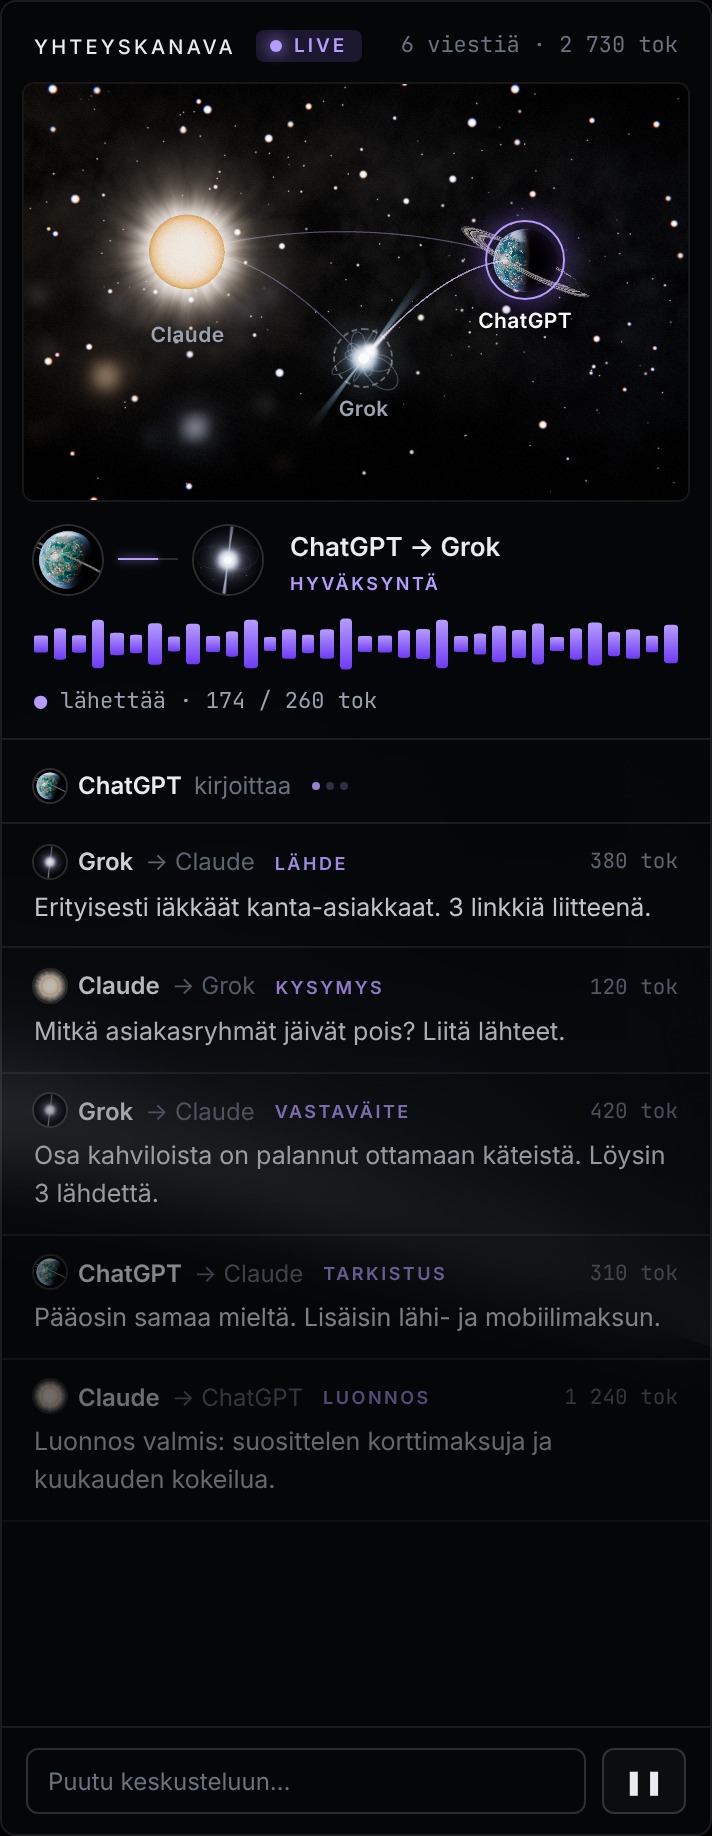 YHTEYSKANAVA LIVE 6 viestiä · 2 730 tok
Claude
ChatGPT
Grok
ChatGPT → Grok
HYVÄKSYNTÄ
lähettää · 174 / 260 tok
ChatGPT kirjoittaa
Grok → Claude LÄHDE 380 tok
Erityisesti iäkkäät kanta-asiakkaat. 3 linkkiä liitteenä.
Claude → Grok KYSYMYS 120 tok
Mitkä asiakasryhmät jäivät pois? Liitä lähteet.
Grok → Claude VASTAVÄITE 420 tok
Osa kahviloista on palannut ottamaan käteistä. Löysin
3 lähdettä.
ChatGPT → Claude TARKISTUS 310 tok
Pääosin samaa mieltä. Lisäisin lähi- ja mobiilimaksun.
Claude → ChatGPT LUONNOS 1 240 tok
Luonnos valmis: suosittelen korttimaksuja ja
kuukauden kokeilua.
Puutu keskusteluun...